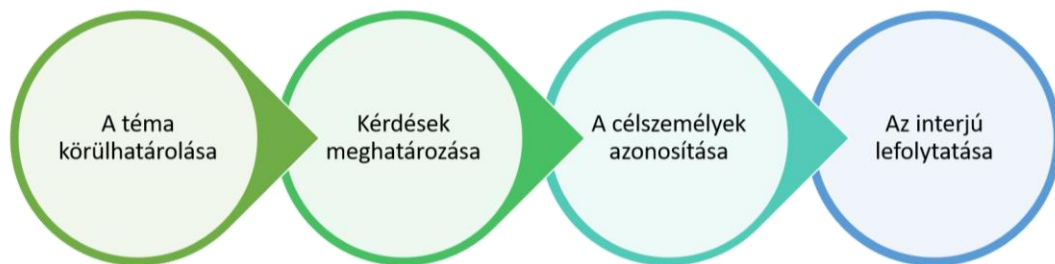 A téma
körülhatárolása
Kérdések
meghatározása
A célszemélyek
azonosítása
Az interjú
lefolytatása